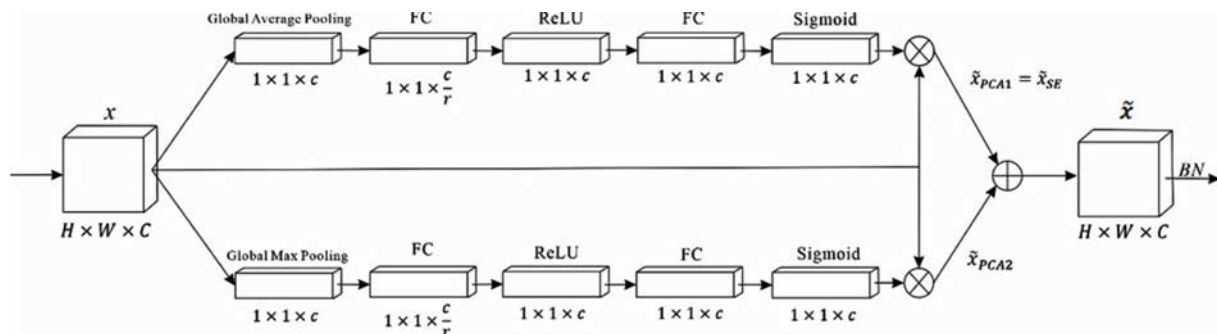 Global Average Pooling FC ReLU FC Sigmoid
1 × 1 × c 1 × 1 × c/r 1 × 1 × c 1 × 1 × c 1 × 1 × c
x̃_PCA1 = x̃_SE
x x̃
BN
H × W × C H × W × C
Global Max Pooling FC ReLU FC Sigmoid
x̃_PCA2
1 × 1 × c 1 × 1 × c/r 1 × 1 × c 1 × 1 × c 1 × 1 × c